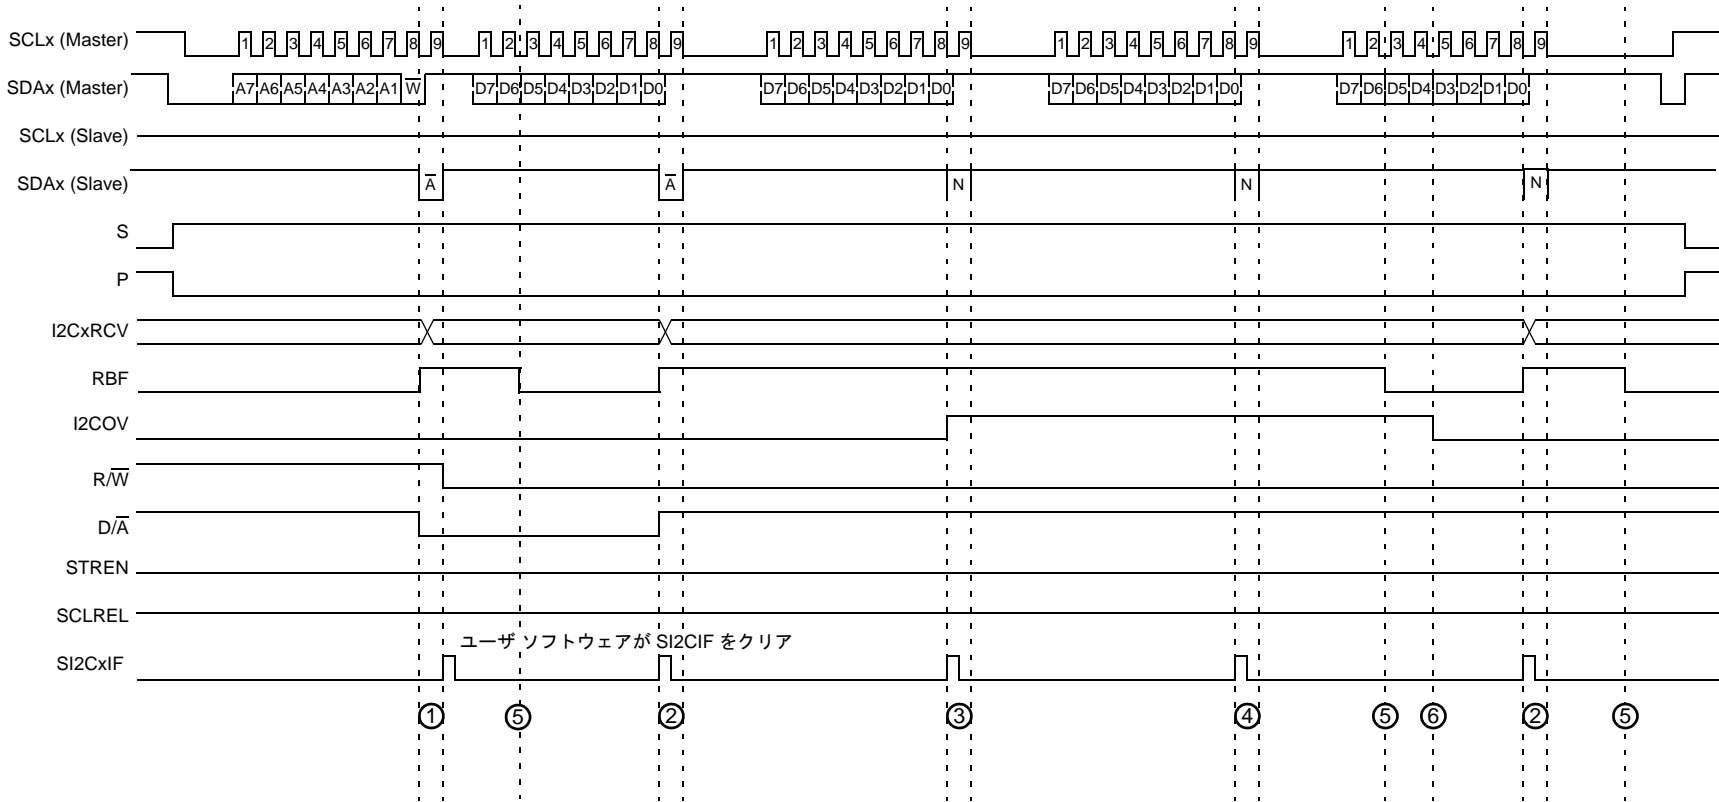 SCLx (Master) 1 2 3 4 5 6 7 8 9 1 2 3 4 5 6 7 8 9 1 2 3 4 5 6 7 8 9 1 2 3 4 5 6 7 8 9 1 2 3 4 5 6 7 8 9
SDAx (Master) A7 A6 A5 A4 A3 A2 A1 W̅ D7 D6 D5 D4 D3 D2 D1 D0 D7 D6 D5 D4 D3 D2 D1 D0 D7 D6 D5 D4 D3 D2 D1 D0 D7 D6 D5 D4 D3 D2 D1 D0
SCLx (Slave)
SDAx (Slave) A̅ A̅ N N N
S
P
I2CxRCV
RBF
I2COV
R/W̅
D/A̅
STREN
SCLREL
ユーザ ソフトウェアが SI2CIF をクリア
SI2CxIF
① ⑤ ② ③ ④ ⑤ ⑥ ② ⑤